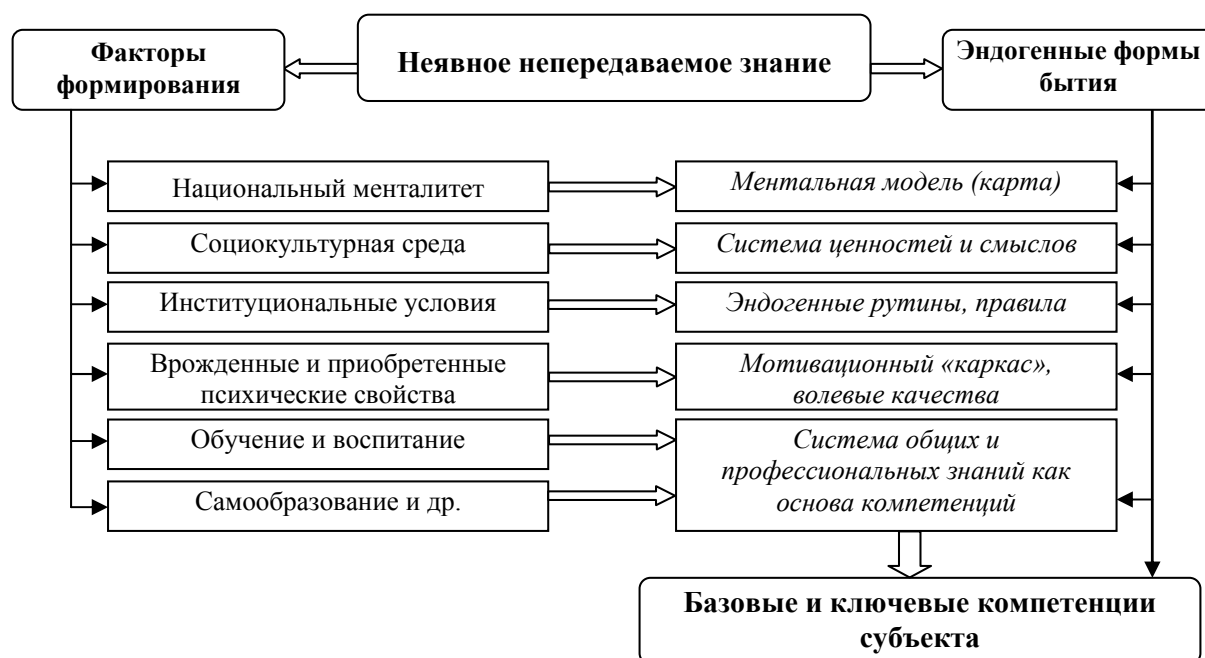 Факторы
формирования
Неявное непередаваемое знание
Эндогенные формы
бытия
Национальный менталитет
Ментальная модель (карта)
Социокультурная среда
Система ценностей и смыслов
Институциональные условия
Эндогенные рутины, правила
Врожденные и приобретенные
психические свойства
Мотивационный «каркас»,
волевые качества
Обучение и воспитание
Самообразование и др.
Система общих и
профессиональных знаний как
основа компетенций
Базовые и ключевые компетенции
субъекта